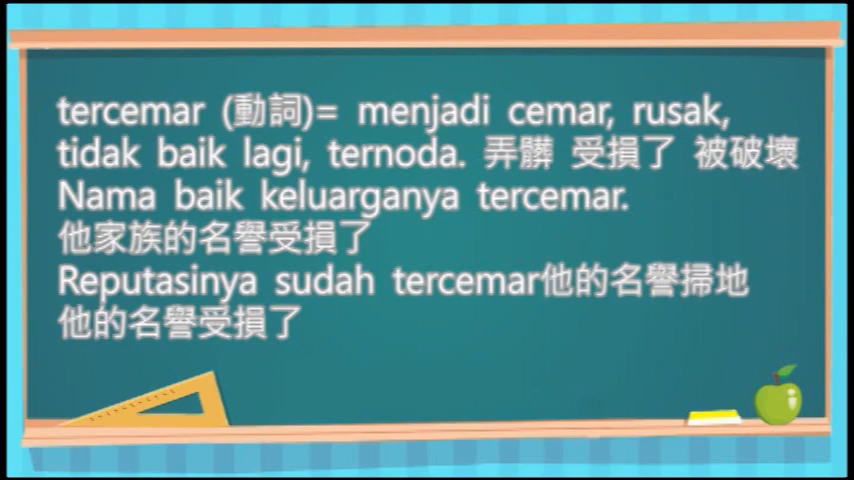 tercemar (動詞)= menjadi cemar, rusak,
tidak baik lagi, ternoda. 弄髒 受損了 被破壞
Nama baik keluarganya tercemar.
他家族的名譽受損了
Reputasinya sudah tercemar他的名譽掃地
他的名譽受損了